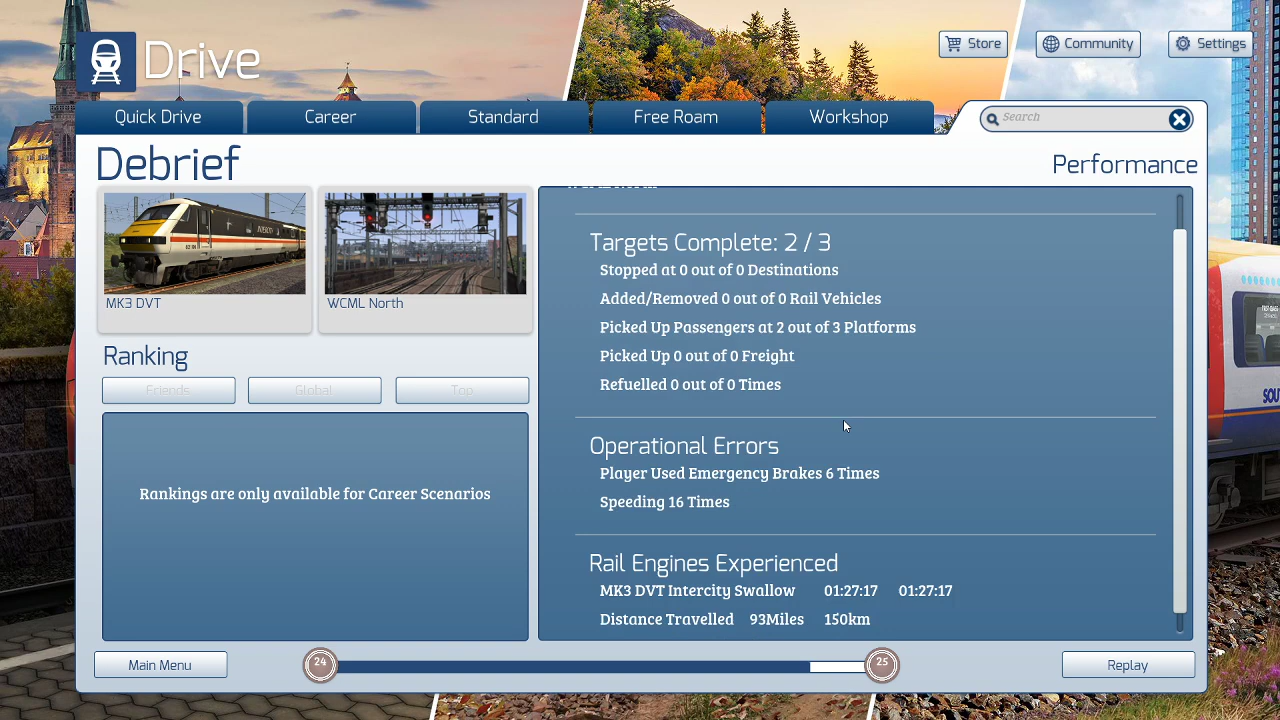 Drive
Store
Community
Settings
Quick Drive
Career
Standard
Free Roam
Workshop
Search
Debrief
Performance
MK3 DVT
WCML North
Targets Complete: 2 / 3
Stopped at 0 out of 0 Destinations
Added/Removed 0 out of 0 Rail Vehicles
Picked Up Passengers at 2 out of 3 Platforms
Picked Up 0 out of 0 Freight
Refuelled 0 out of 0 Times
Ranking
Friends
Global
Top
Rankings are only available for Career Scenarios
Operational Errors
Player Used Emergency Brakes 6 Times
Speeding 16 Times
Rail Engines Experienced
MK3 DVT Intercity Swallow 01:27:17 01:27:17
Distance Travelled 93Miles 150km
Main Menu
24
25
Replay